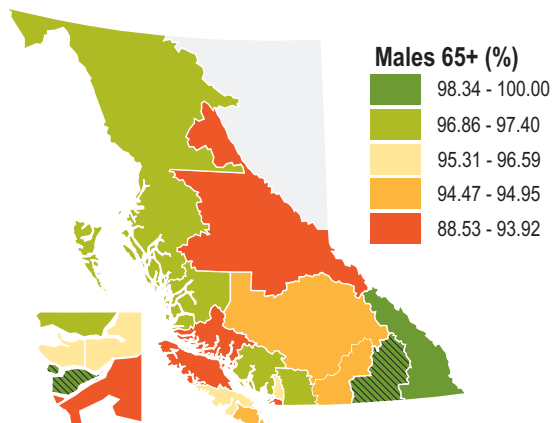 Males 65+ (%)
98.34 - 100.00
96.86 - 97.40
95.31 - 96.59
94.47 - 94.95
88.53 - 93.92